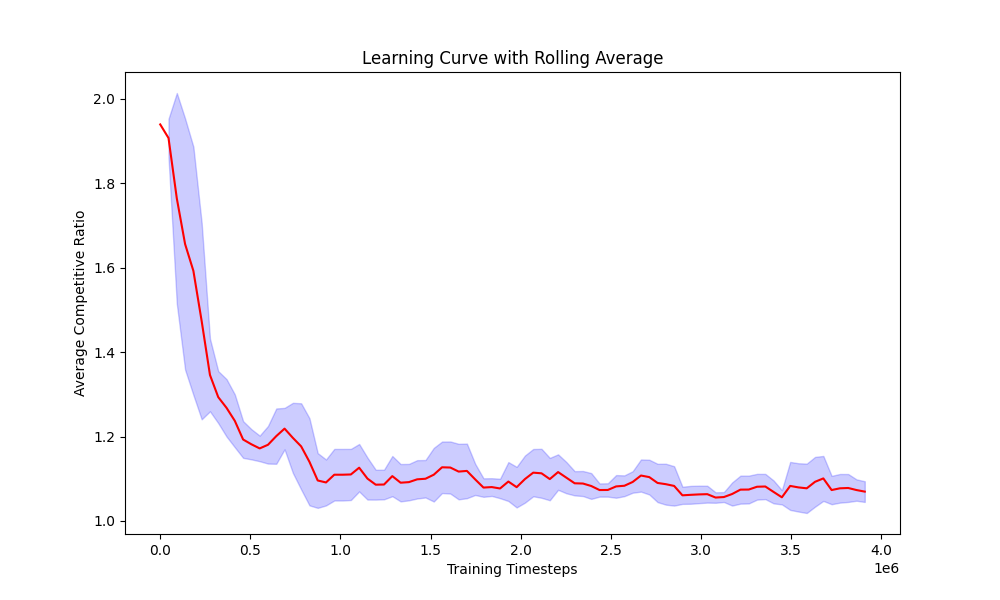 Learning Curve with Rolling Average
Average Competitive Ratio
2.0
1.8
1.6
1.4
1.2
1.0
0.0 0.5 1.0 1.5 2.0 2.5 3.0 3.5 4.0
1e6
Training Timesteps